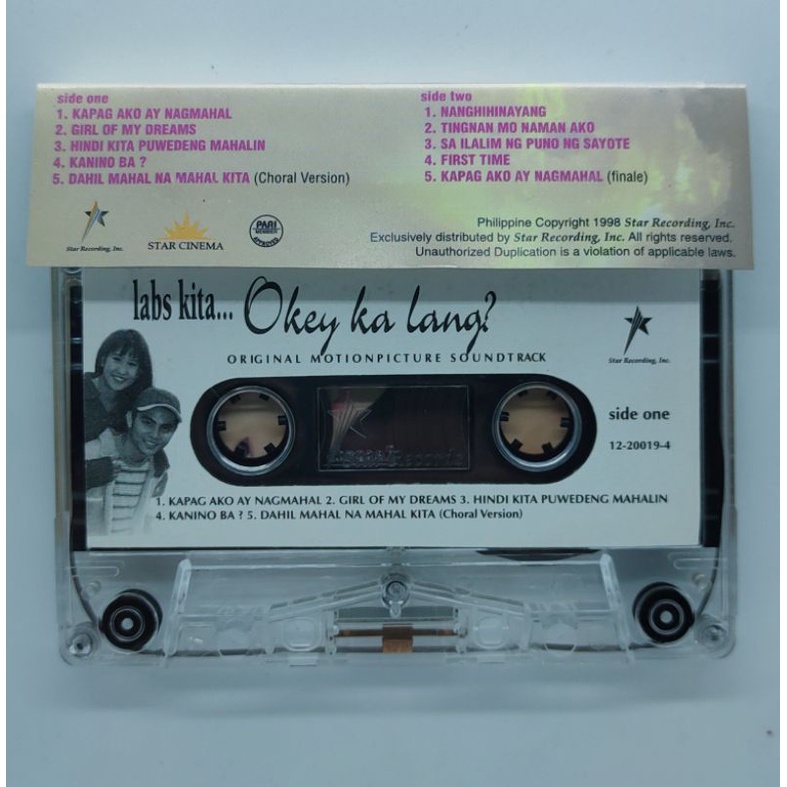 side one
1. KAPAG AKO AY NAGMAHAL
2. GIRL OF MY DREAMS
3. HINDI KITA PUWEDENG MAHALIN
4. KANINO BA ?
5. DAHIL MAHAL NA MAHAL KITA (Choral Version)
side two
1. NANGHIHINAYANG
2. TINGNAN MO NAMAN AKO
3. SA ILALIM NG PUNO NG SAYOTE
4. FIRST TIME
5. KAPAG AKO AY NAGMAHAL (finale)
Star Recording, Inc.
STAR CINEMA
PARI
MEMBER
Philippine Copyright 1998 Star Recording, Inc.
Exclusively distributed by Star Recording, Inc. All rights reserved.
Unauthorized Duplication is a violation of applicable laws.
labs kita... Okey ka lang?
ORIGINAL MOTIONPICTURE SOUNDTRACK
Star Recording, Inc.
side one
12-20019-4
1. KAPAG AKO AY NAGMAHAL 2. GIRL OF MY DREAMS 3. HINDI KITA PUWEDENG MAHALIN
4. KANINO BA ? 5. DAHIL MAHAL NA MAHAL KITA (Choral Version)